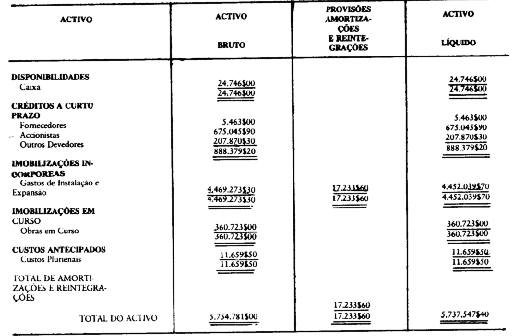 ACTIVO ACTIVO BRUTO PROVISÕES AMORTIZA- ÇÕES E REINTE- GRAÇÕES ACTIVO LÍQUIDO
DISPONIBILIDADES
Caixa 24.746$00 24.746$00
24.746$00 24.746$00
CRÉDITOS A CURTO
PRAZO
Fornecedores 5.463$00 5.463$00
Accionistas 675.045$90 675.045$90
Outros Devedores 207.870$30 207.870$30
888.379$20 888.379$20
IMOBILIZAÇÕES IN-
COMPOREAS
Gastos de Instalação e
Expansão 4,469.273$30 17.233$60 4.452.039$70
4,469.273$30 17.233$60 4.452.039$70
IMOBILIZAÇÕES EM
CURSO
Obras em Curso 360.723$00 360.723$00
360.723$00 360.723$00
CUSTOS ANTECIPADOS
Custos Plurienais 11.659$50 11.659$50
11.659$50 11.659$50
TOTAL DE AMORTI-
ZAÇÕES E REINTEGRA-
ÇÕES 17.233$60
TOTAL DO ACTIVO 5.754.781$00 17.233$60 5.737.547$40